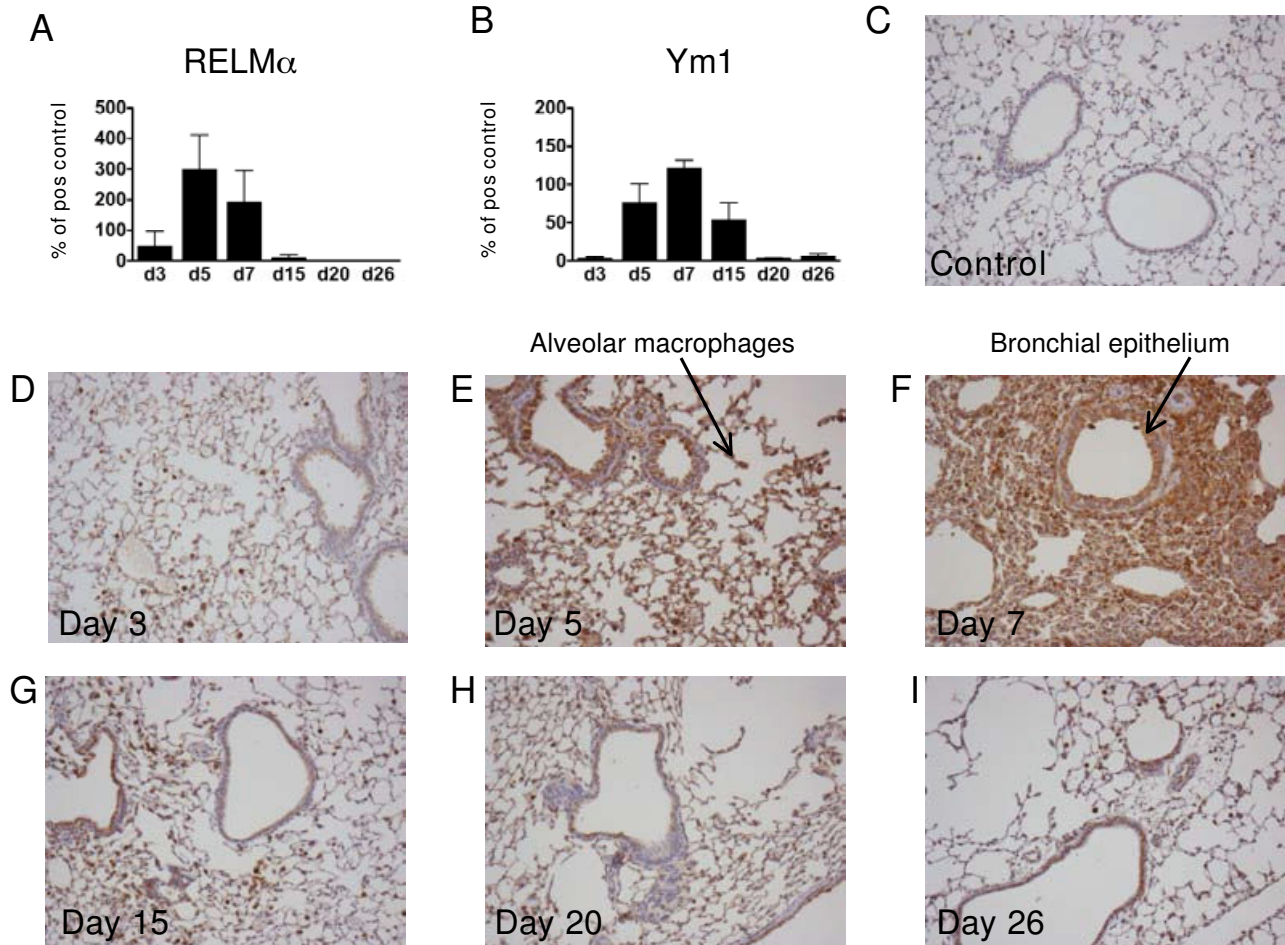 A
RELMα
% of pos control
500
400
300
200
100
0
d3 d5 d7 d15 d20 d26
B
Ym1
% of pos control
200
150
100
50
0
d3 d5 d7 d15 d20 d26
C
Control
Alveolar macrophages
Bronchial epithelium
D
Day 3
E
Day 5
F
Day 7
G
Day 15
H
Day 20
I
Day 26